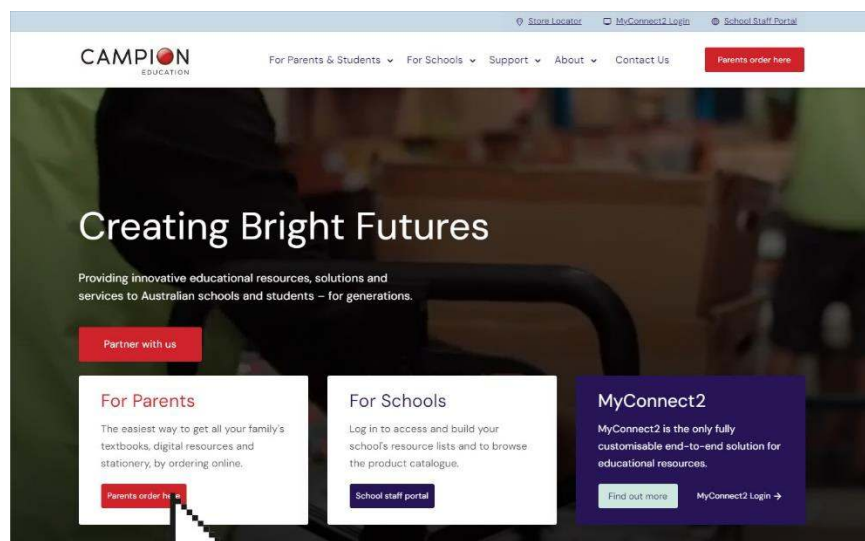 Store Locator MyConnect2 Login School Staff Portal
CAMPION
EDUCATION
For Parents & Students For Schools Support About Contact Us Parents order here
Creating Bright Futures
Providing innovative educational resources, solutions and
services to Australian schools and students – for generations.
Partner with us
For Parents
The easiest way to get all your family's
textbooks, digital resources and
stationery, by ordering online.
Parents order here
For Schools
Log in to access and build your
school's resource lists and to browse
the product catalogue.
School staff portal
MyConnect2
MyConnect2 is the only fully
customisable end-to-end solution for
educational resources.
Find out more MyConnect2 Login →